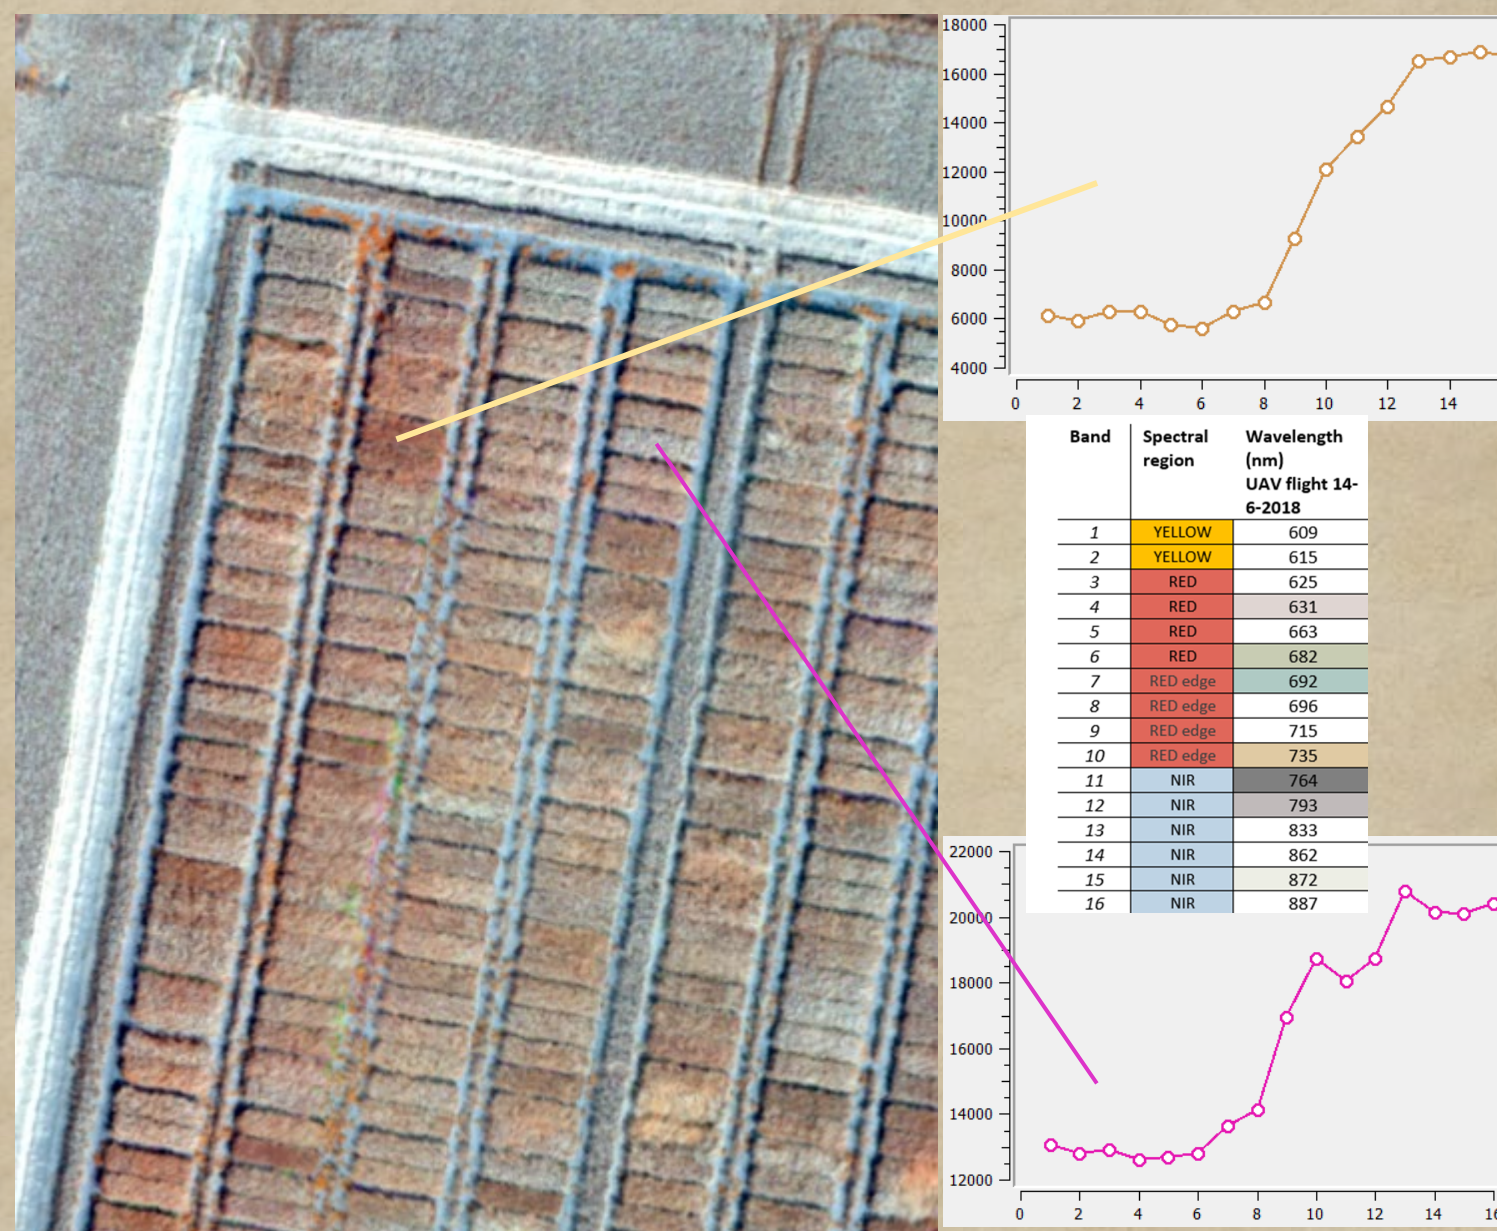 18000
16000
14000
12000
10000
8000
6000
4000
0 2 4 6 8 10 12 14
Band Spectral region Wavelength (nm) UAV flight 14-6-2018
1 YELLOW 609
2 YELLOW 615
3 RED 625
4 RED 631
5 RED 663
6 RED 682
7 RED edge 692
8 RED edge 696
9 RED edge 715
10 RED edge 735
11 NIR 764
12 NIR 793
13 NIR 833
14 NIR 862
15 NIR 872
16 NIR 887
22000
20000
18000
16000
14000
12000
0 2 4 6 8 10 12 14 16